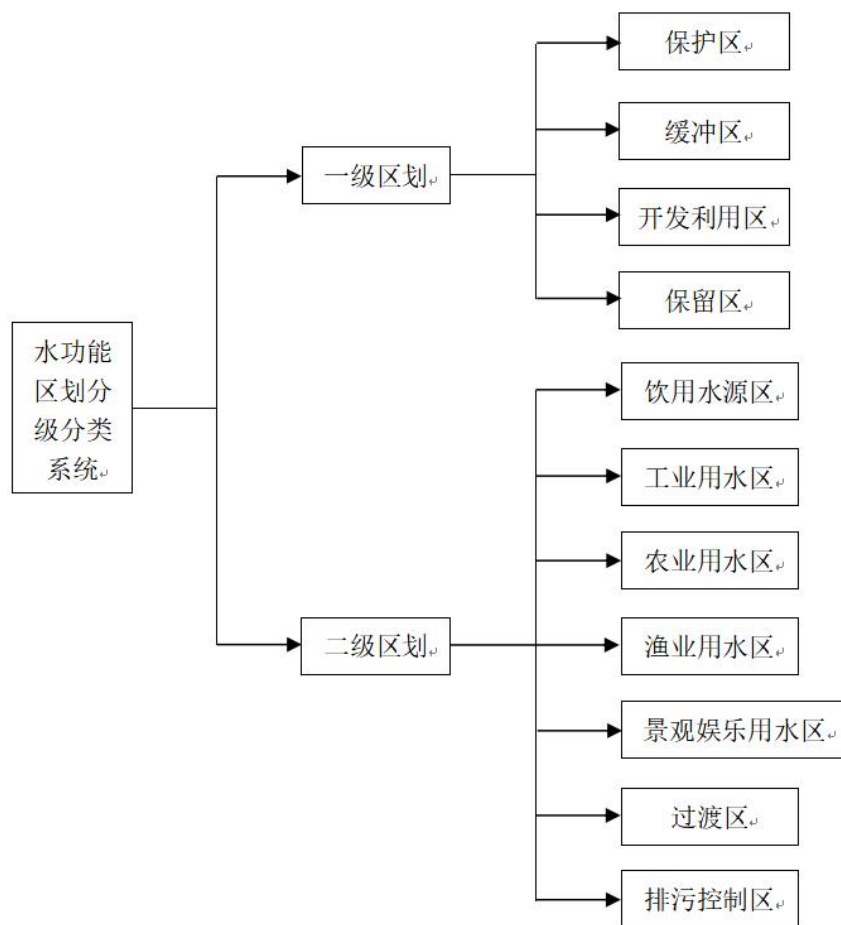 保护区
缓冲区
一级区划
开发利用区
保留区
水功能
区划分
级分类
系统
饮用水源区
工业用水区
农业用水区
二级区划
渔业用水区
景观娱乐用水区
过渡区
排污控制区